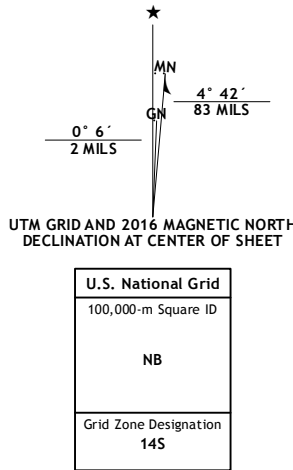 ★
MN
GN
4° 42´
83 MILS
0° 6´
2 MILS
UTM GRID AND 2016 MAGNETIC NORTH
DECLINATION AT CENTER OF SHEET
U.S. National Grid
100,000-m Square ID
NB
Grid Zone Designation
14S